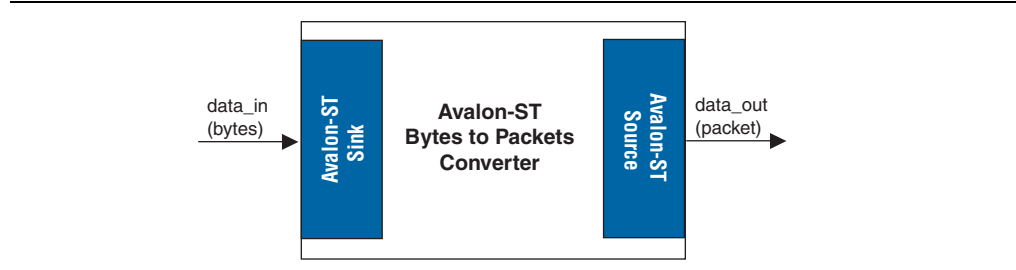 data_in
(bytes)
Avalon-ST
Sink
Avalon-ST
Bytes to Packets
Converter
Avalon-ST
Source
data_out
(packet)